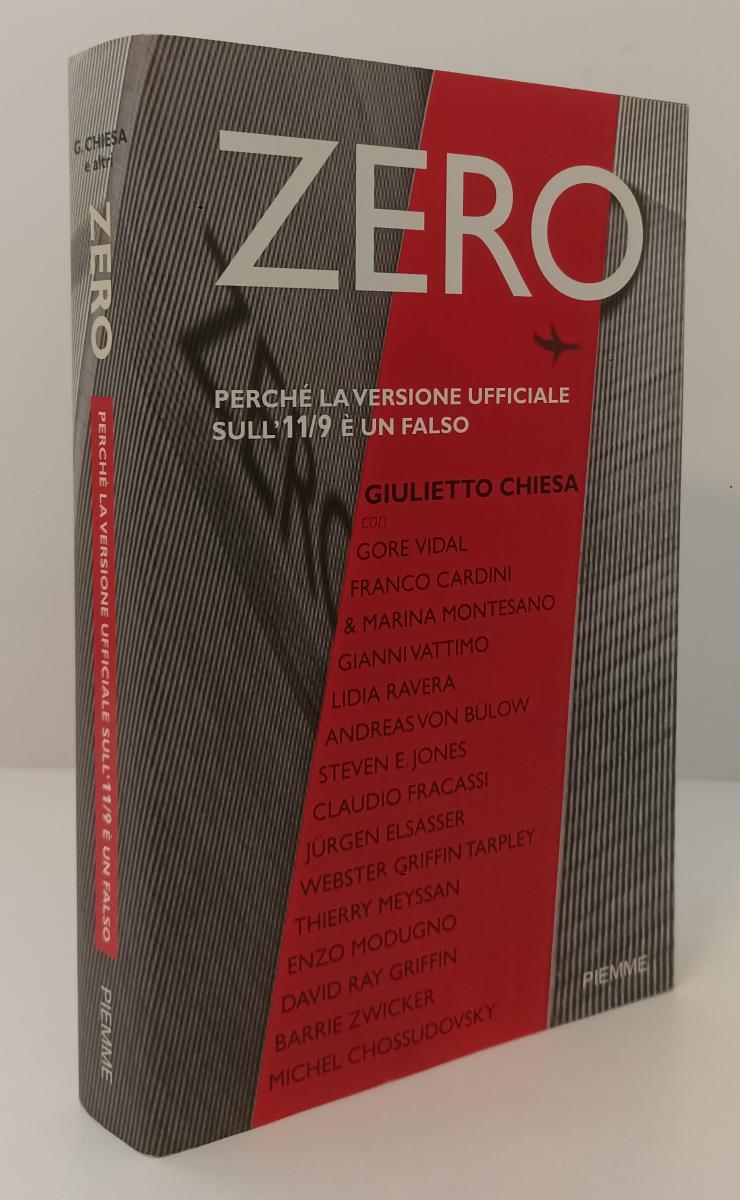 G. CHIESA
e altri
ZERO
PERCHÉ LA VERSIONE UFFICIALE SULL'11/9 È UN FALSO
PIEMME
ZERO
PERCHÉ LA VERSIONE UFFICIALE
SULL'11/9 È UN FALSO
GIULIETTO CHIESA
con
GORE VIDAL
FRANCO CARDINI
& MARINA MONTESANO
GIANNI VATTIMO
LIDIA RAVERA
ANDREAS VON BÜLOW
STEVEN E. JONES
CLAUDIO FRACASSI
JÜRGEN ELSÄSSER
WEBSTER GRIFFIN TARPLEY
THIERRY MEYSSAN
ENZO MODUGNO
DAVID RAY GRIFFIN
BARRIE ZWICKER
MICHEL CHOSSUDOVSKY
PIEMME